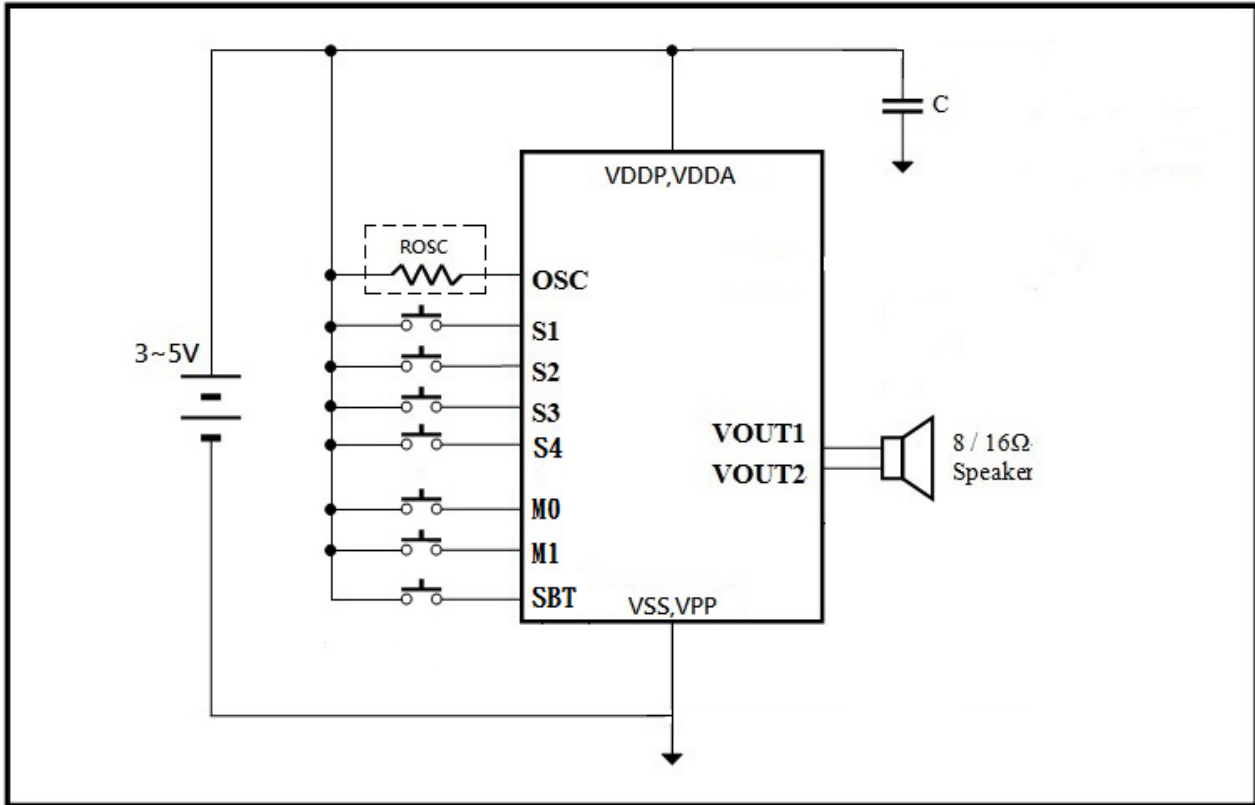 C
VDDP,VDDA
ROSC
OSC
S1
3~5V
S2
S3
S4
VOUT1
VOUT2
8 / 16Ω
Speaker
M0
M1
SBT
VSS,VPP